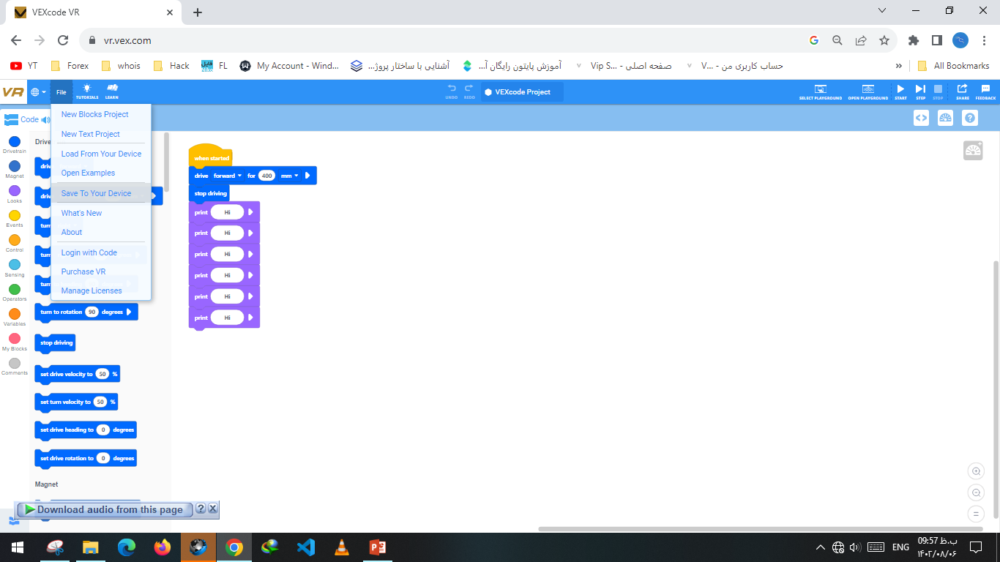 VEXcode VR
vr.vex.com
YT
Forex
whois
Hack
FL
My Account - Wind...
آشنایی با ساختار پروژ...
آموزش پایتون رایگان آ...
صفحه اصلی - Vip S...
حساب کاربری من - V...
»
All Bookmarks
VR
File
TUTORIALS
LEARN
UNDO
REDO
VEXcode Project
SELECT PLAYGROUND
OPEN PLAYGROUND
START
STEP
STOP
SHARE
FEEDBACK
Code
New Blocks Project
New Text Project
Load From Your Device
Open Examples
Save To Your Device
What's New
About
Login with Code
Purchase VR
Manage Licenses
Drivetrain
Magnet
Looks
Events
Control
Sensing
Operators
Variables
My Blocks
Comments
Drive
turn to rotation 90 degrees
stop driving
set drive velocity to 50 %
set turn velocity to 50 %
set drive heading to 0 degrees
set drive rotation to 0 degrees
Magnet
when started
drive forward for 400 mm
stop driving
print Hi
print Hi
print Hi
print Hi
print Hi
print Hi
Download audio from this page
ENG
09:57 ب.ظ
۱۴۰۲/۰۸/۰۶